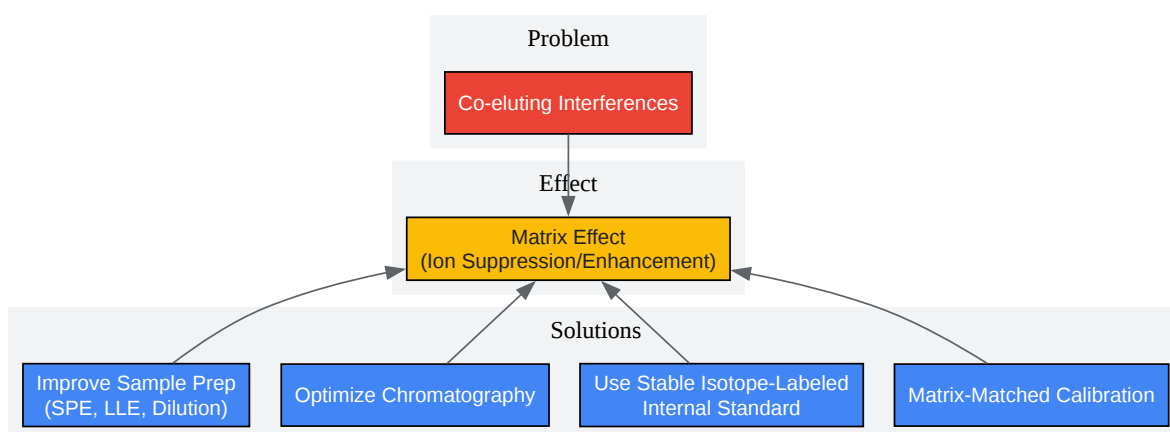 Problem
Co-eluting Interferences
Effect
Matrix Effect
(Ion Suppression/Enhancement)
Solutions
Improve Sample Prep
(SPE, LLE, Dilution)
Optimize Chromatography
Use Stable Isotope-Labeled
Internal Standard
Matrix-Matched Calibration